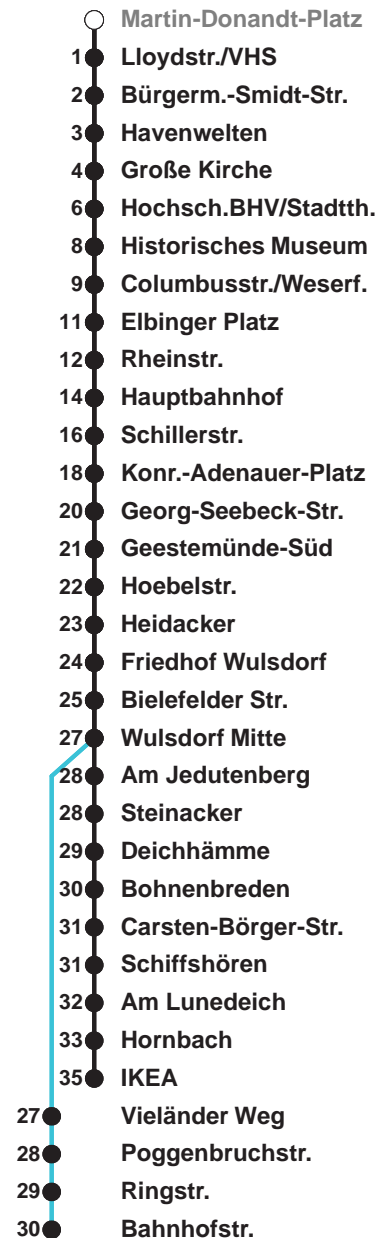 Martin-Donandt-Platz
1 Lloydstr./VHS
2 Bürgerm.-Smidt-Str.
3 Havenwelten
4 Große Kirche
6 Hochsch.BHV/Stadtth.
8 Historisches Museum
9 Columbusstr./Weserf.
11 Elbinger Platz
12 Rheinstr.
14 Hauptbahnhof
16 Schillerstr.
18 Konr.-Adenauer-Platz
20 Georg-Seebeck-Str.
21 Geestemünde-Süd
22 Hoebelstr.
23 Heidacker
24 Friedhof Wulsdorf
25 Bielefelder Str.
27 Wulsdorf Mitte
28 Am Jedutenberg
28 Steinacker
29 Deichhämme
30 Bohnenbreden
31 Carsten-Börger-Str.
31 Schiffshören
32 Am Lunedeich
33 Hornbach
35 IKEA
27 Vieländer Weg
28 Poggenbruchstr.
29 Ringstr.
30 Bahnhofstr.